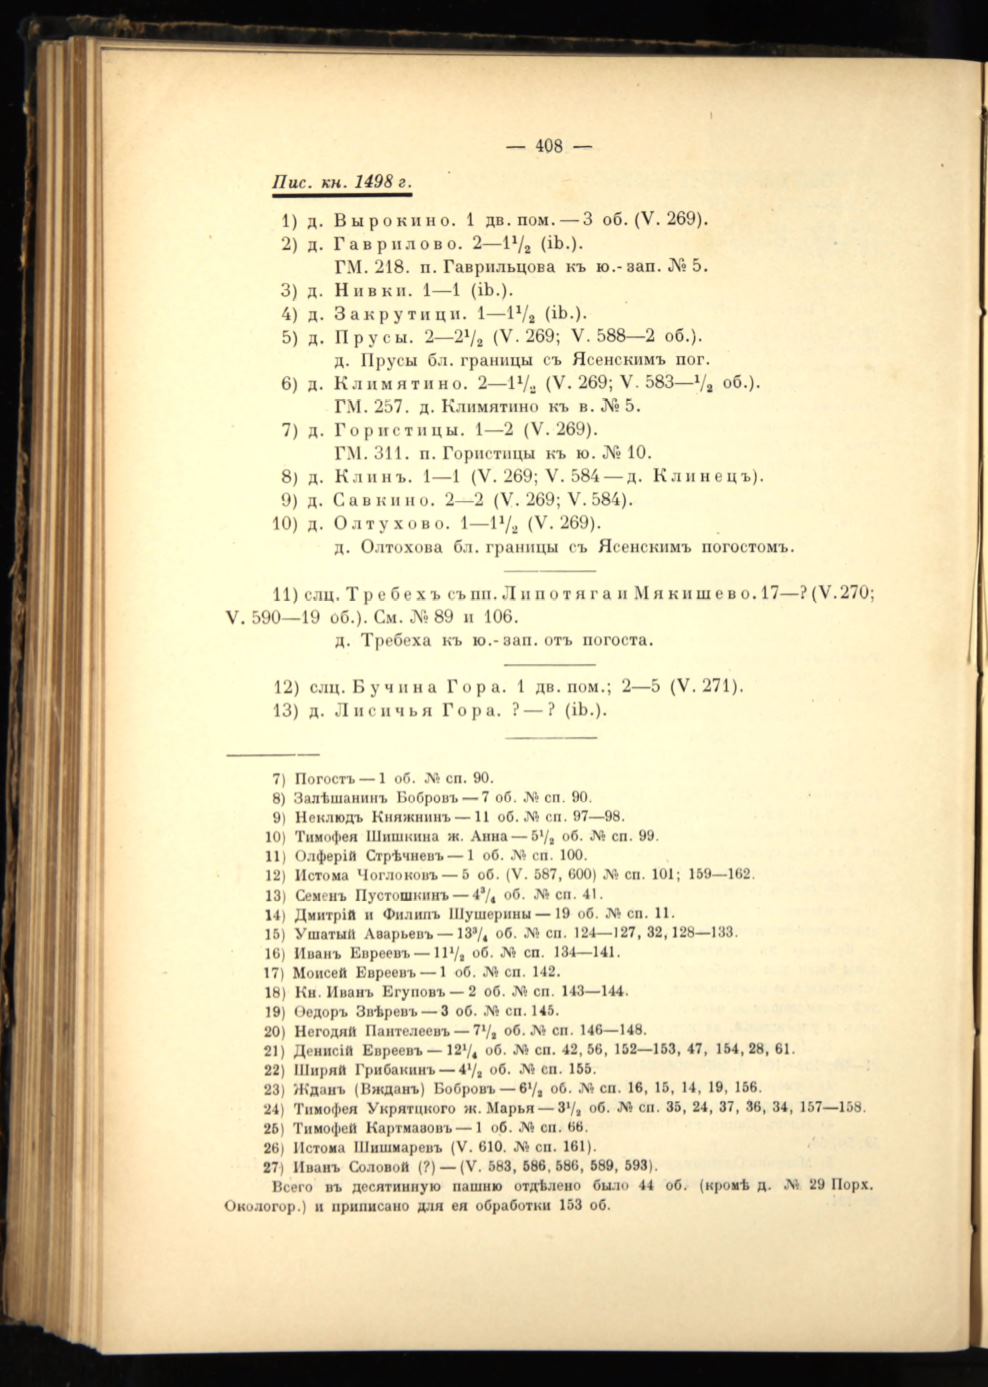 — 408 —
Пис. кн. 1498 г.
1) д. Вырокино. 1 дв. пом. — 3 об. (V. 269).
2) д. Гаврилово. 2—1¹/₂ (ib.).
ГМ. 218. п. Гаврильцова къ ю.-зап. № 5.
3) д. Нивки. 1—1 (ib.).
4) д. Закрутици. 1—1¹/₂ (ib.).
5) д. Прусы. 2—2¹/₂ (V. 269; V. 588—2 об.).
д. Прусы бл. границы съ Ясенскимъ пог.
6) д. Климятино. 2—1¹/₂ (V. 269; V. 583—¹/₂ об.).
ГМ. 257. д. Климятино къ в. № 5.
7) д. Гористицы. 1—2 (V. 269).
ГМ. 311. п. Гористицы къ ю. № 10.
8) д. Клинъ. 1—1 (V. 269; V. 584 — д. Клинецъ).
9) д. Савкино. 2—2 (V. 269; V. 584).
10) д. Олтухово. 1—1¹/₂ (V. 269).
д. Олтохова бл. границы съ Ясенскимъ погостомъ.
11) слц. Требехъ съ пп. Липотяга и Мякишево. 17—? (V. 270;
V. 590—19 об.). См. № 89 и 106.
д. Требеха къ ю.-зап. отъ погоста.
12) слц. Бучина Гора. 1 дв. пом.; 2—5 (V. 271).
13) д. Лисичья Гора. ? — ? (ib.).
7) Погостъ — 1 об. № сп. 90.
8) Залѣшанинъ Бобровъ — 7 об. № сп. 90.
9) Неклюдъ Княжнинъ — 11 об. № сп. 97—98.
10) Тимофея Шишкина ж. Анна — 5¹/₂ об. № сп. 99.
11) Олферій Стрѣчневъ — 1 об. № сп. 100.
12) Истома Чоглоковъ — 5 об. (V. 587, 600) № сп. 101; 159—162.
13) Семенъ Пустошкинъ — 4³/₄ об. № сп. 41.
14) Дмитрій и Филипъ Шушерины — 19 об. № сп. 11.
15) Ушатый Азарьевъ — 13³/₄ об. № сп. 124—127, 32, 128—133.
16) Иванъ Евреевъ — 11¹/₂ об. № сп. 134—141.
17) Моисей Евреевъ — 1 об. № сп. 142.
18) Кн. Иванъ Егуповъ — 2 об. № сп. 143—144.
19) Ѳедоръ Звѣревъ — 3 об. № сп. 145.
20) Негодяй Пантелеевъ — 7¹/₂ об. № сп. 146—148.
21) Денисій Евреевъ — 12¹/₄ об. № сп. 42, 56, 152—153, 47, 154, 28, 61.
22) Ширяй Грибакинъ — 4¹/₂ об. № сп. 155.
23) Жданъ (Вжданъ) Бобровъ — 6¹/₂ об. № сп. 16, 15, 14, 19, 156.
24) Тимофея Укрятцкого ж. Марья — 3¹/₂ об. № сп. 35, 24, 37, 36, 34, 157—158.
25) Тимофей Картмазовъ — 1 об. № сп. 66.
26) Истома Шишмаревъ (V. 610. № сп. 161).
27) Иванъ Соловой (?) — (V. 583, 586, 586, 589, 593).
Всего въ десятинную пашню отдѣлено было 44 об. (кромѣ д. № 29 Порх.
Окологор.) и приписано для ея обработки 153 об.